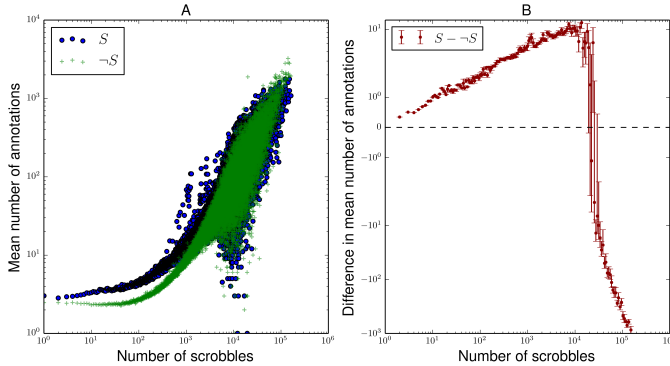 A
Mean number of annotations
10^4
10^3
10^2
10^1
10^0
S
¬S
10^0 10^1 10^2 10^3 10^4 10^5 10^6
Number of scrobbles
B
Difference in mean number of annotations
10^1
10^0
0
−10^0
−10^1
−10^2
−10^3
S − ¬S
10^0 10^1 10^2 10^3 10^4 10^5 10^6
Number of scrobbles